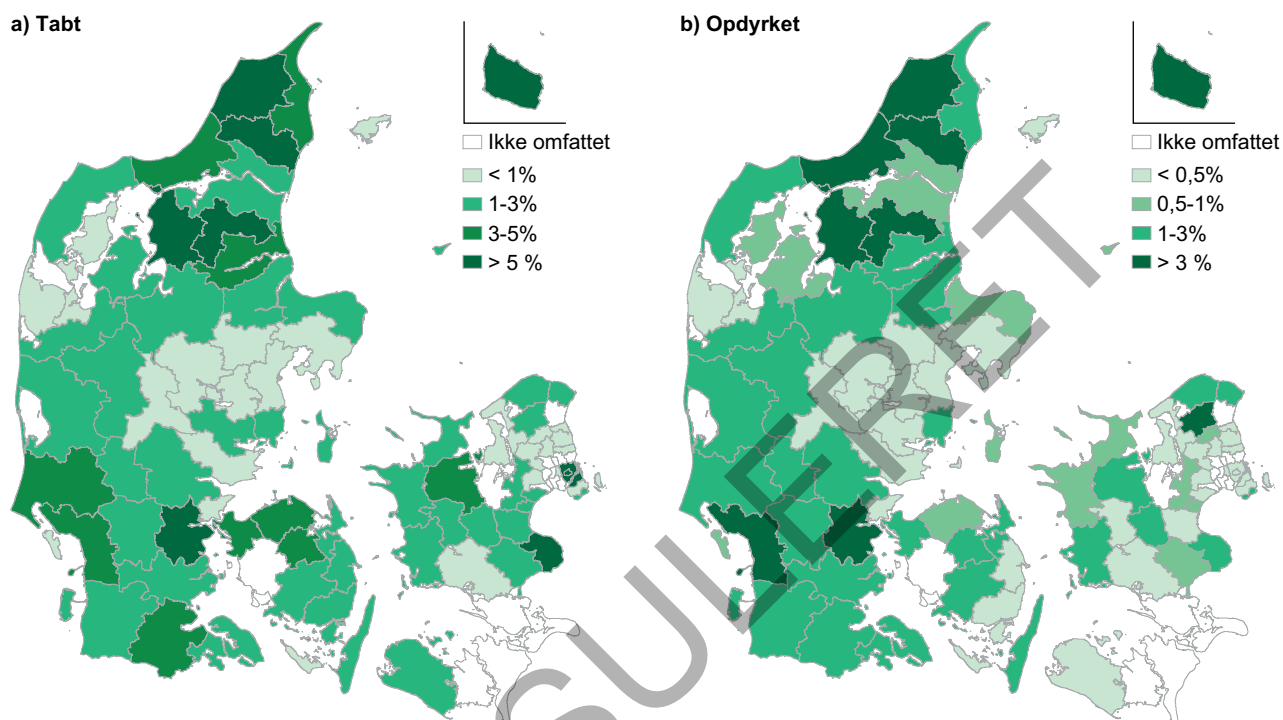 a) Tabt
Ikke omfattet
< 1%
1-3%
3-5%
> 5 %
b) Opdyrket
Ikke omfattet
< 0,5%
0,5-1%
1-3%
> 3 %
GULERET